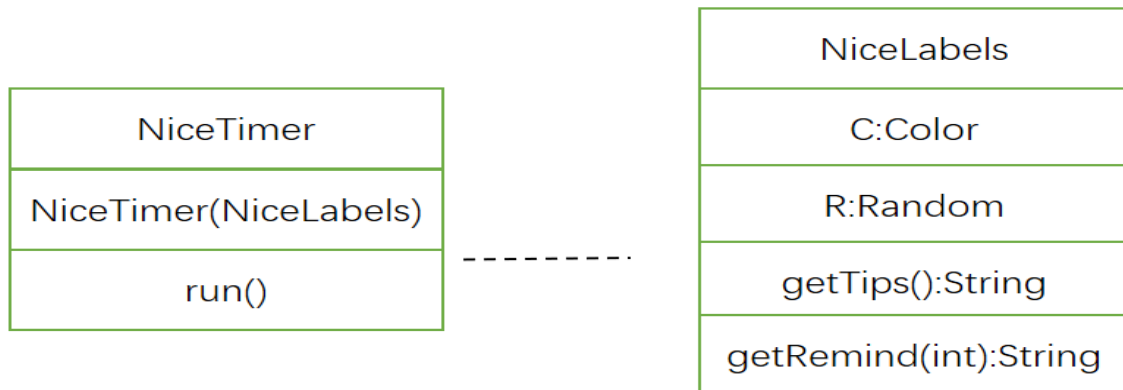 NiceTimer
NiceTimer(NiceLabels)
run()
NiceLabels
C:Color
R:Random
getTips():String
getRemind(int):String